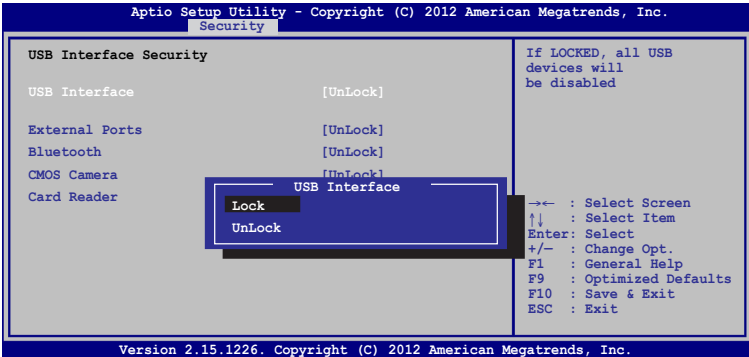 Aptio Setup Utility - Copyright (C) 2012 American Megatrends, Inc.
Security
USB Interface Security
USB Interface [UnLock]
External Ports [UnLock]
Bluetooth [UnLock]
CMOS Camera [UnLock]
Card Reader
USB Interface
Lock
UnLock
If LOCKED, all USB
devices will
be disabled
→← : Select Screen
↑↓ : Select Item
Enter: Select
+/— : Change Opt.
F1 : General Help
F9 : Optimized Defaults
F10 : Save & Exit
ESC : Exit
Version 2.15.1226. Copyright (C) 2012 American Megatrends, Inc.